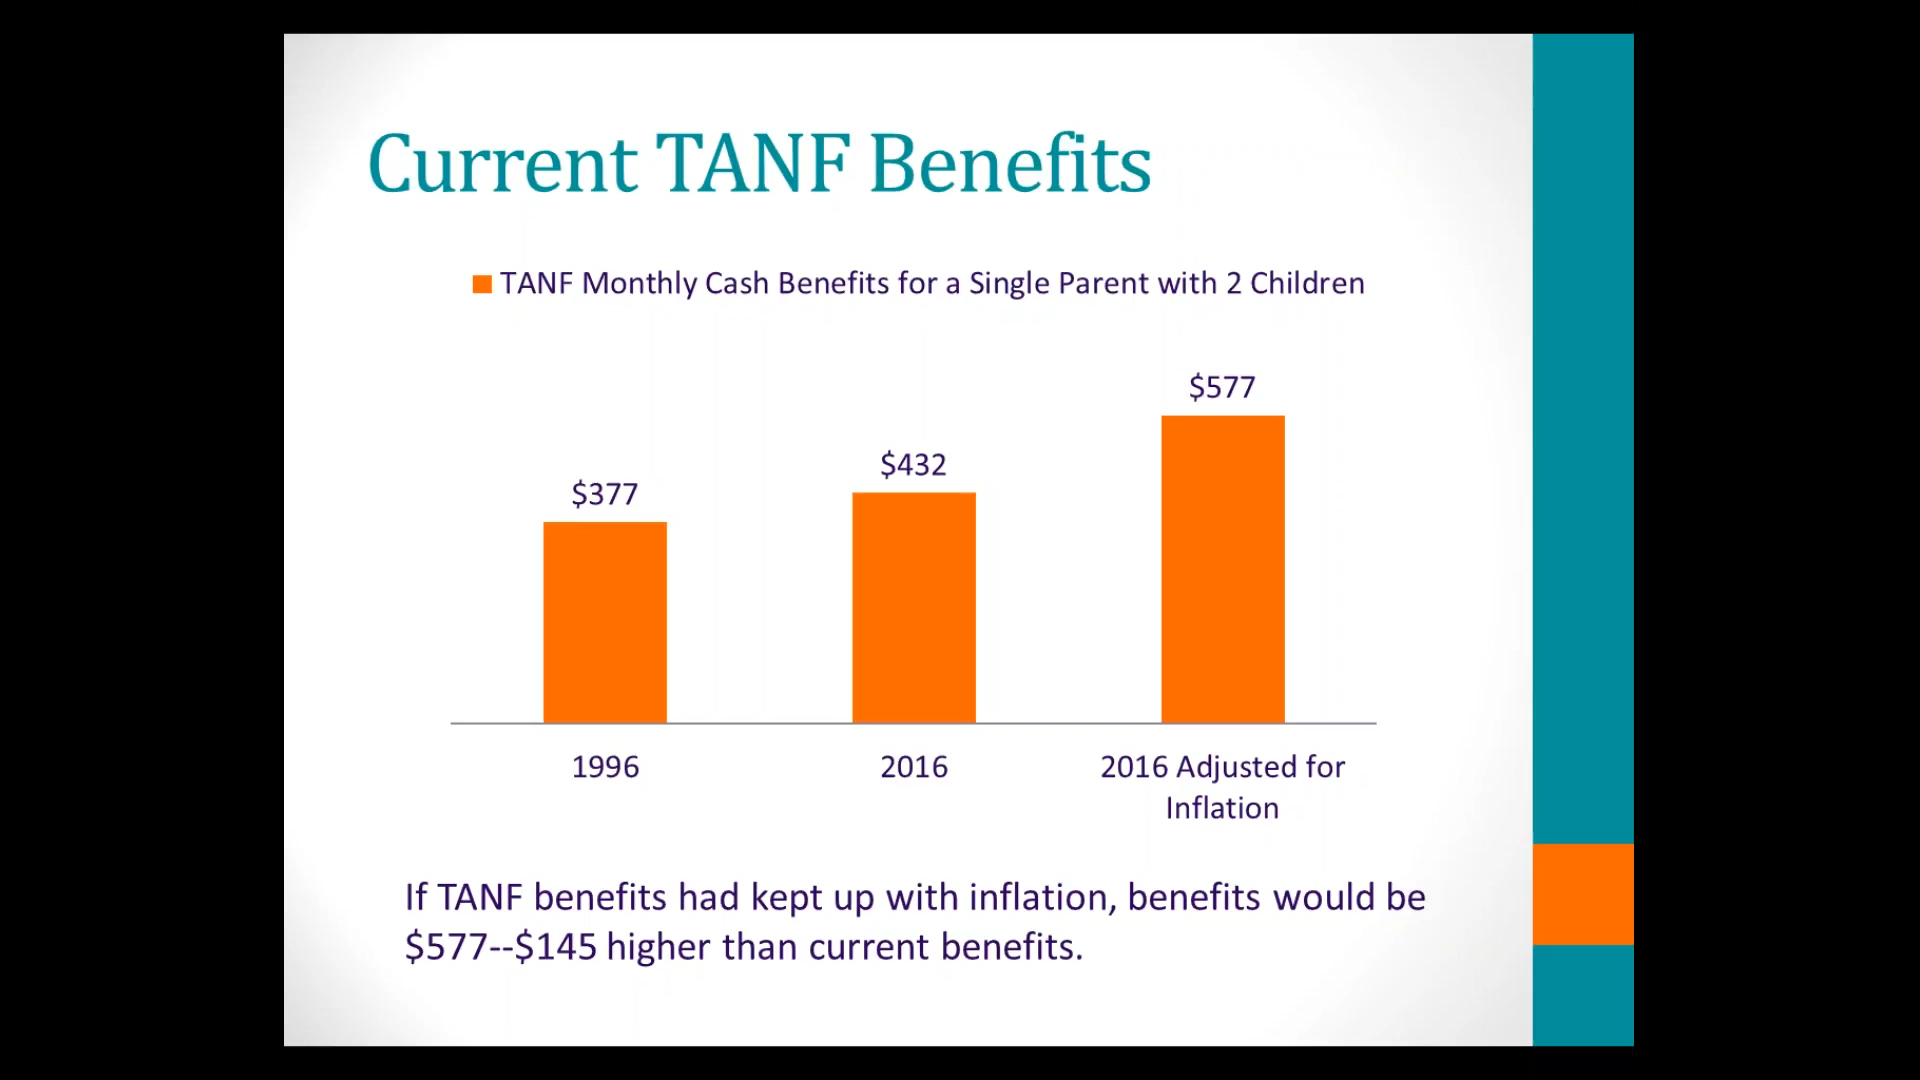 Current TANF Benefits
TANF Monthly Cash Benefits for a Single Parent with 2 Children
$577
$432
$377
1996
2016
2016 Adjusted for
Inflation
If TANF benefits had kept up with inflation, benefits would be
$577--$145 higher than current benefits.